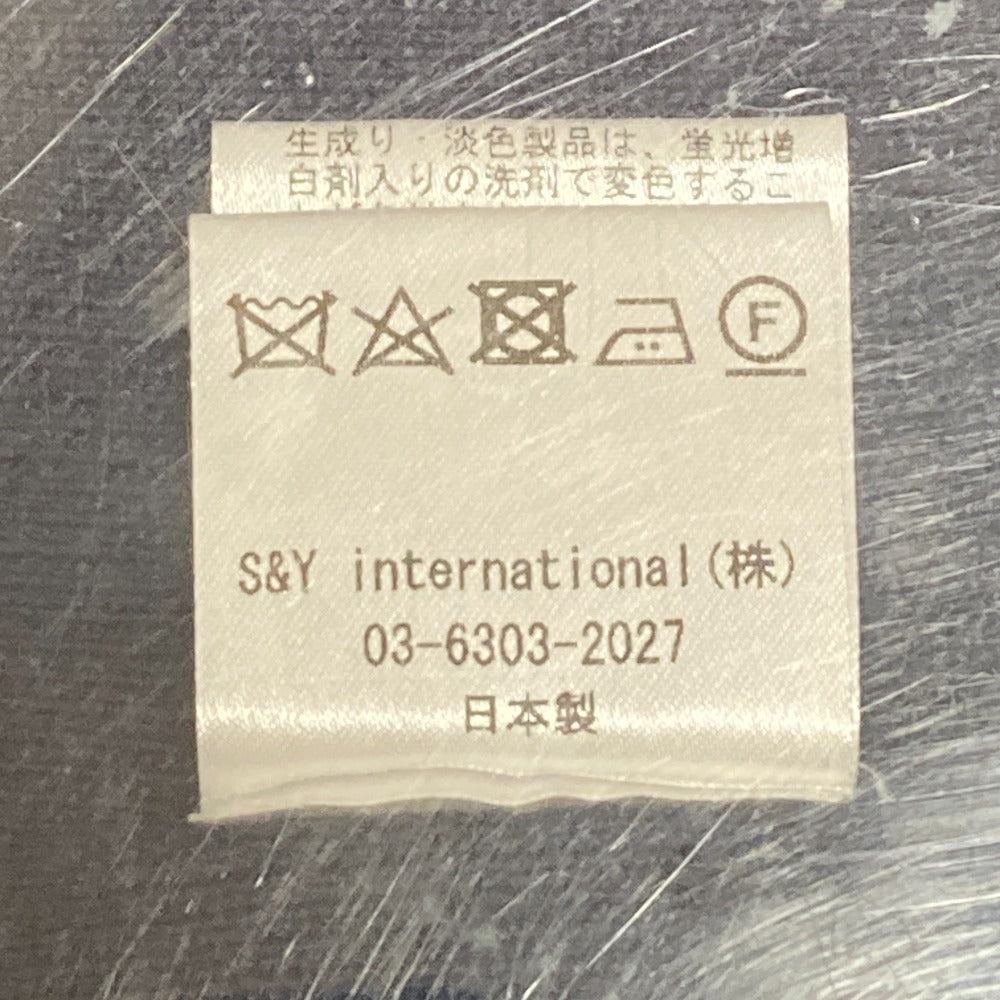 生成り・淡色製品は、蛍光増
白剤入りの洗剤で変色するこ
F
S&Y international(株)
03-6303-2027
日本製